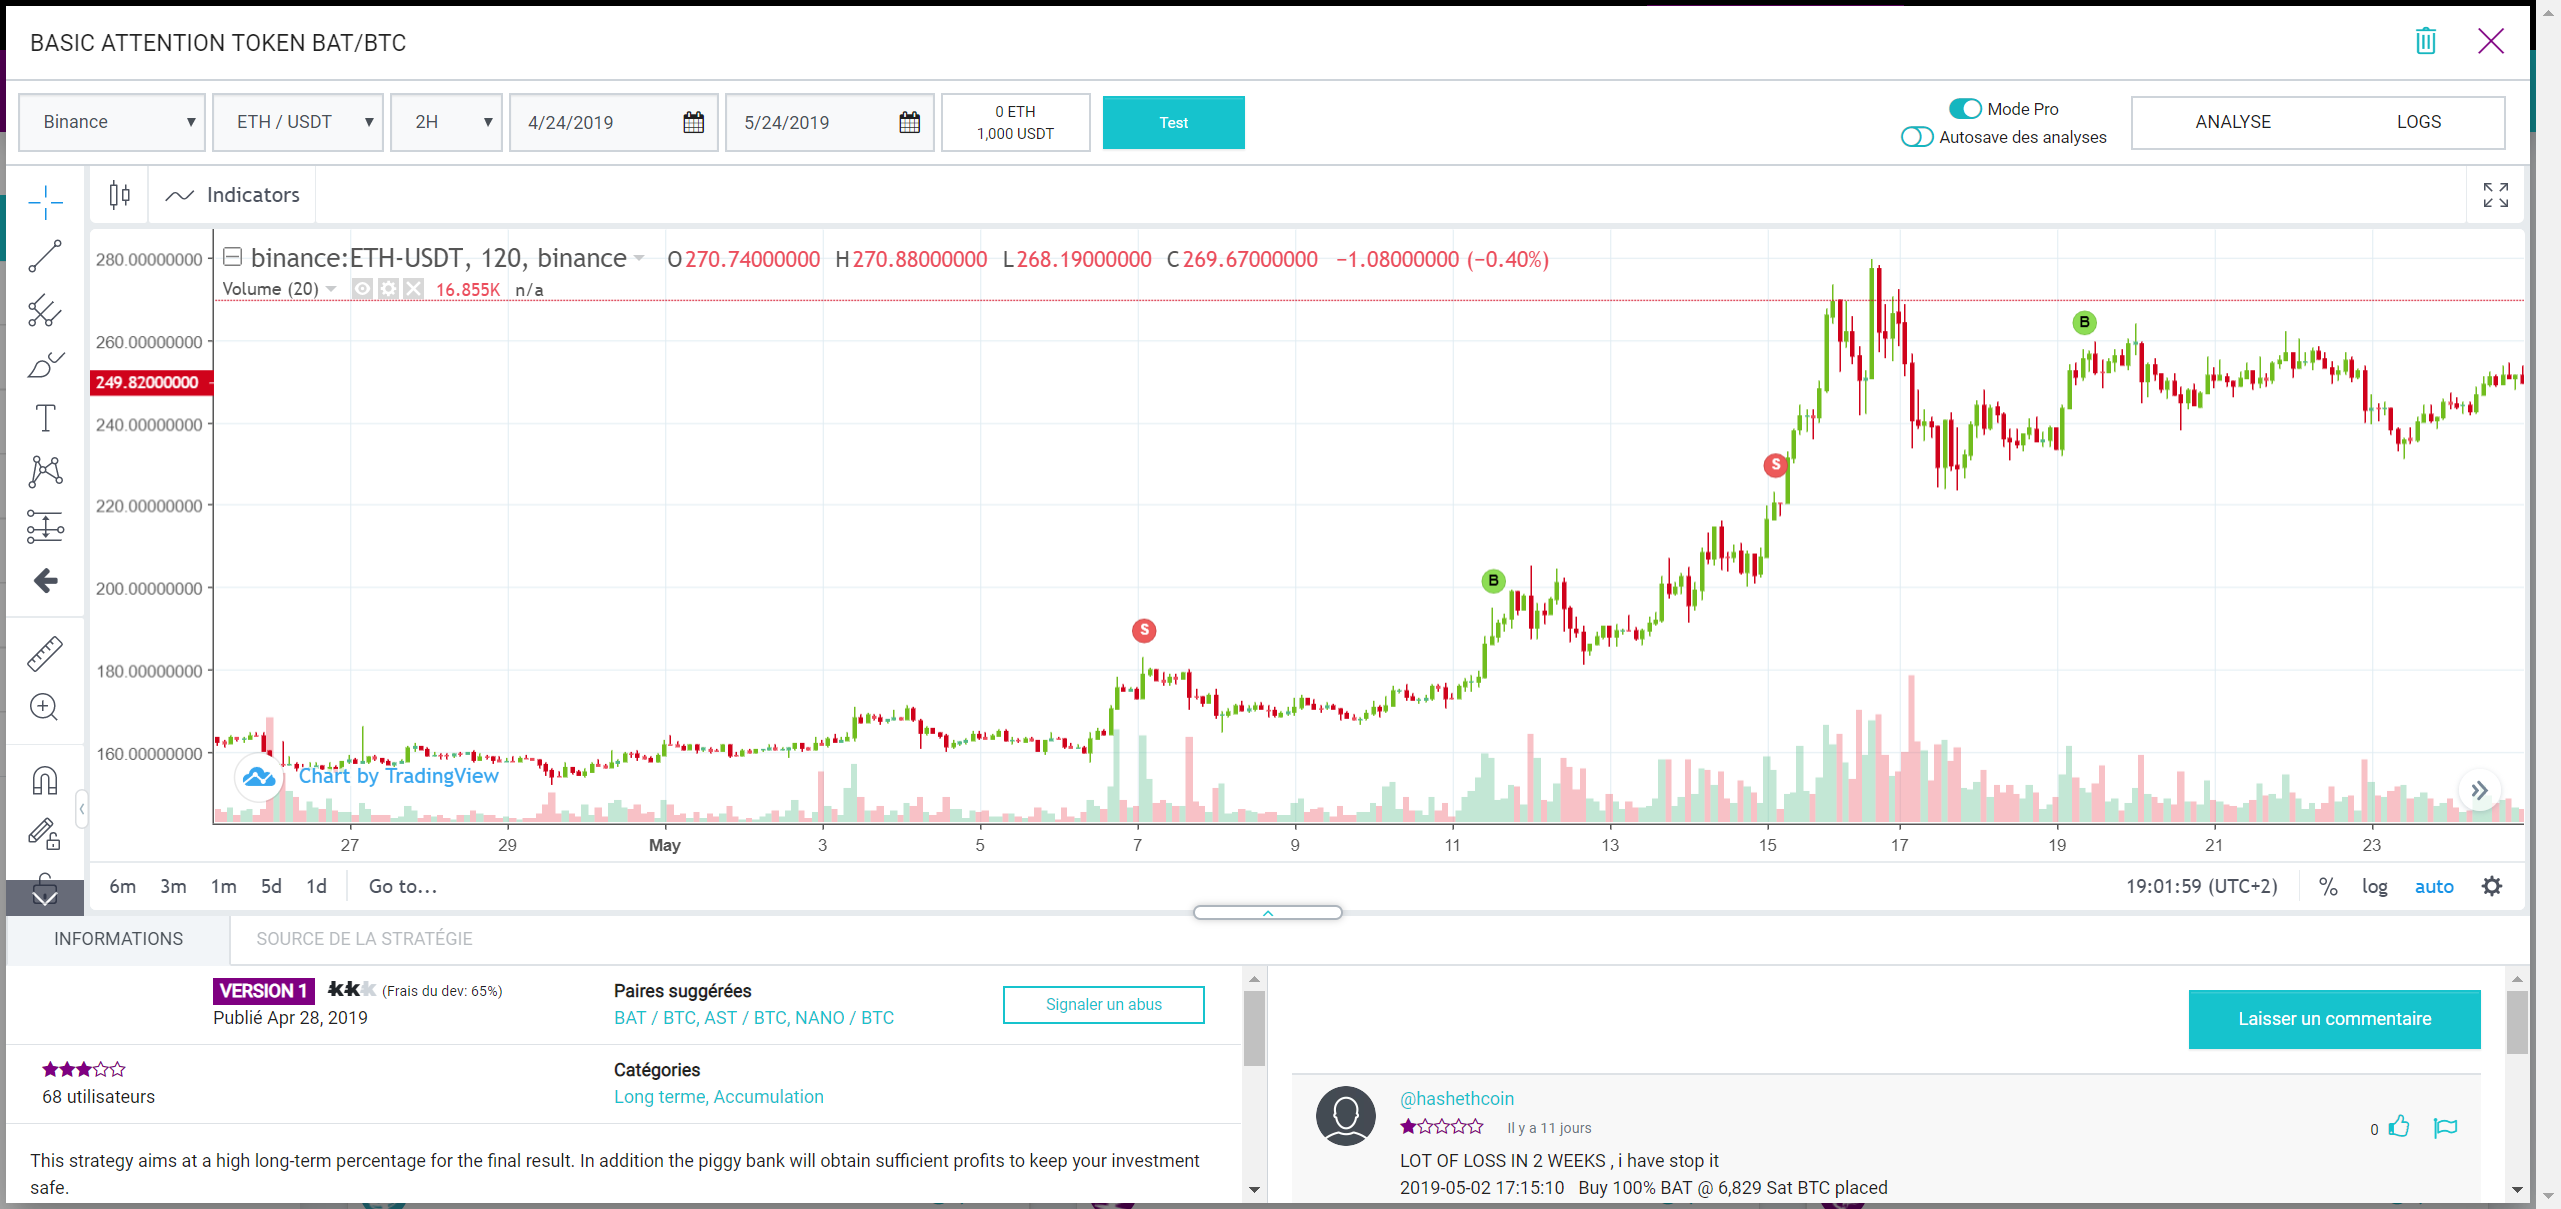 BASIC ATTENTION TOKEN BAT/BTC
Binance
ETH / USDT
2H
4/24/2019
5/24/2019
0 ETH
1,000 USDT
Test
Mode Pro
Autosave des analyses
ANALYSE
LOGS
Indicators
binance:ETH-USDT, 120, binance O270.74000000 H270.88000000 L268.19000000 C269.67000000 −1.08000000 (−0.40%)
Volume (20) 16.855K n/a
280.00000000
260.00000000
249.82000000
240.00000000
220.00000000
200.00000000
180.00000000
160.00000000
S
B
S
B
Chart by TradingView
27 29 May 3 5 7 9 11 13 15 17 19 21 23
6m 3m 1m 5d 1d Go to...
19:01:59 (UTC+2) % log auto
INFORMATIONS
SOURCE DE LA STRATÉGIE
VERSION 1
(Frais du dev: 65%)
Publié Apr 28, 2019
Paires suggérées
BAT / BTC, AST / BTC, NANO / BTC
Signaler un abus
68 utilisateurs
Catégories
Long terme, Accumulation
This strategy aims at a high long-term percentage for the final result. In addition the piggy bank will obtain sufficient profits to keep your investment
safe.
Laisser un commentaire
@hashethcoin
Il y a 11 jours
0
LOT OF LOSS IN 2 WEEKS , i have stop it
2019-05-02 17:15:10 Buy 100% BAT @ 6,829 Sat BTC placed